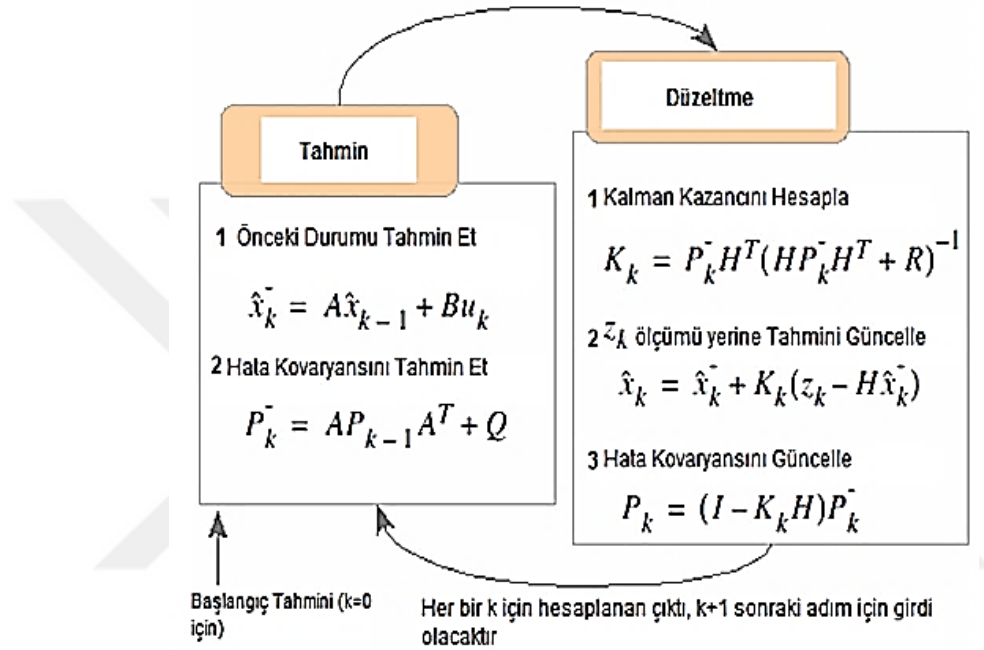 Tahmin
1 Önceki Durumu Tahmin Et
x̂ₖ⁻ = Ax̂ₖ₋₁ + Buₖ
2 Hata Kovaryansını Tahmin Et
Pₖ⁻ = APₖ₋₁Aᵀ + Q
Başlangıç Tahmini (k=0
için)
Düzeltme
1 Kalman Kazancını Hesapla
Kₖ = Pₖ⁻Hᵀ(HPₖ⁻Hᵀ + R)⁻¹
2 zₖ ölçümü yerine Tahmini Güncelle
x̂ₖ = x̂ₖ⁻ + Kₖ(zₖ – Hx̂ₖ⁻)
3 Hata Kovaryansını Güncelle
Pₖ = (I – KₖH)Pₖ⁻
Her bir k için hesaplanan çıktı, k+1 sonraki adım için girdi
olacaktır